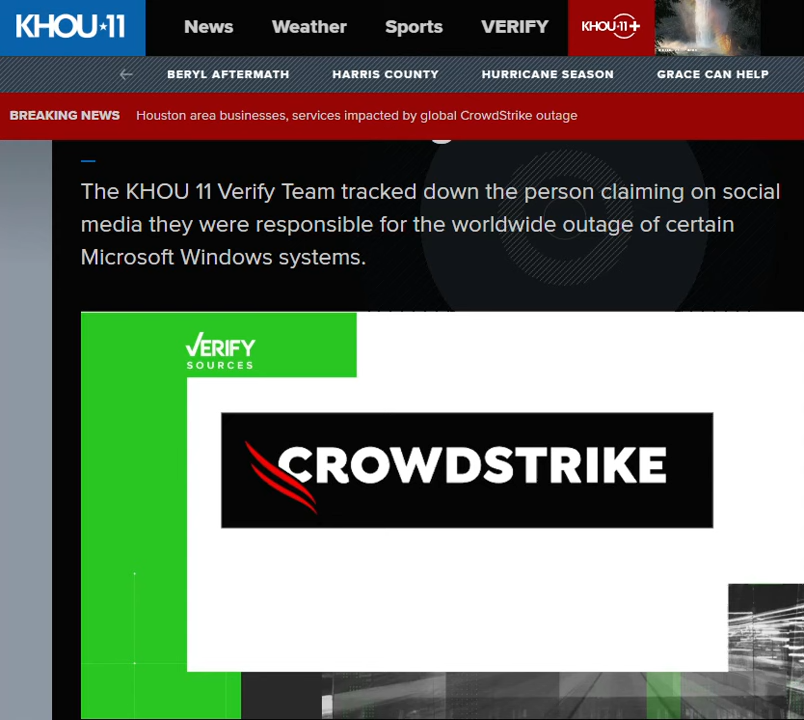 KHOU★11
News Weather Sports VERIFY KHOU★11+
BERYL AFTERMATH HARRIS COUNTY HURRICANE SEASON GRACE CAN HELP
BREAKING NEWS Houston area businesses, services impacted by global CrowdStrike outage
The KHOU 11 Verify Team tracked down the person claiming on social
media they were responsible for the worldwide outage of certain
Microsoft Windows systems.
VERIFY
SOURCES
CROWDSTRIKE